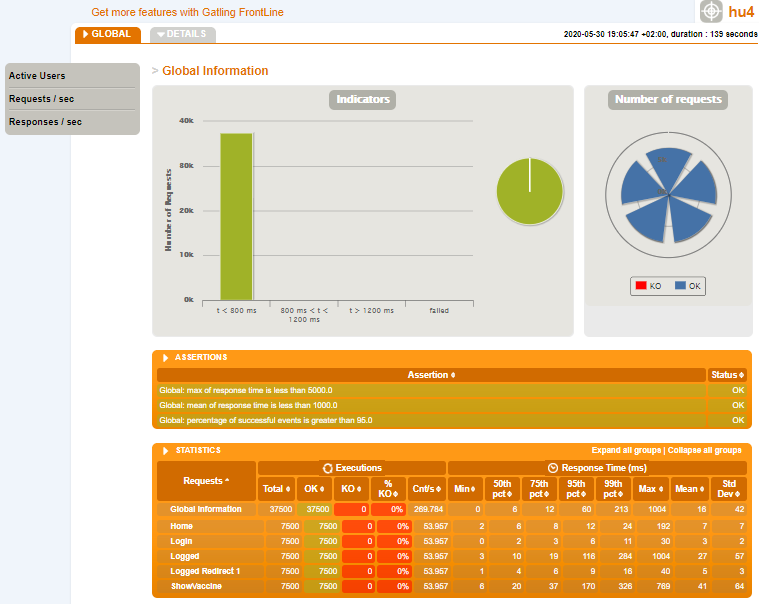 Get more features with Gatling FrontLine
hu4
GLOBAL
DETAILS
2020-05-30 19:05:47 +02:00, duration : 139 seconds
Active Users
Requests / sec
Responses / sec
> Global Information
Indicators
Number of Requests
40k
30k
20k
10k
0k
t < 800 ms
800 ms < t <
1200 ms
t > 1200 ms
failed
Number of requests
KO
OK
ASSERTIONS
Assertion Status
Global: max of response time is less than 5000.0 OK
Global: mean of response time is less than 1000.0 OK
Global: percentage of successful events is greater than 95.0 OK
STATISTICS Expand all groups | Collapse all groups
Requests Executions Response Time (ms)
Total OK KO % KO Cnt/s Min 50th pct 75th pct 95th pct 99th pct Max Mean Std Dev
Global Information 37500 37500 0 0% 269.784 0 6 12 60 213 1004 16 42
Home 7500 7500 0 0% 53.957 2 6 8 12 24 192 7 7
Login 7500 7500 0 0% 53.957 0 2 3 6 11 30 3 2
Logged 7500 7500 0 0% 53.957 3 10 19 116 284 1004 27 57
Logged Redirect 1 7500 7500 0 0% 53.957 1 4 6 9 16 40 5 3
ShowVaccine 7500 7500 0 0% 53.957 6 20 37 170 326 769 41 64